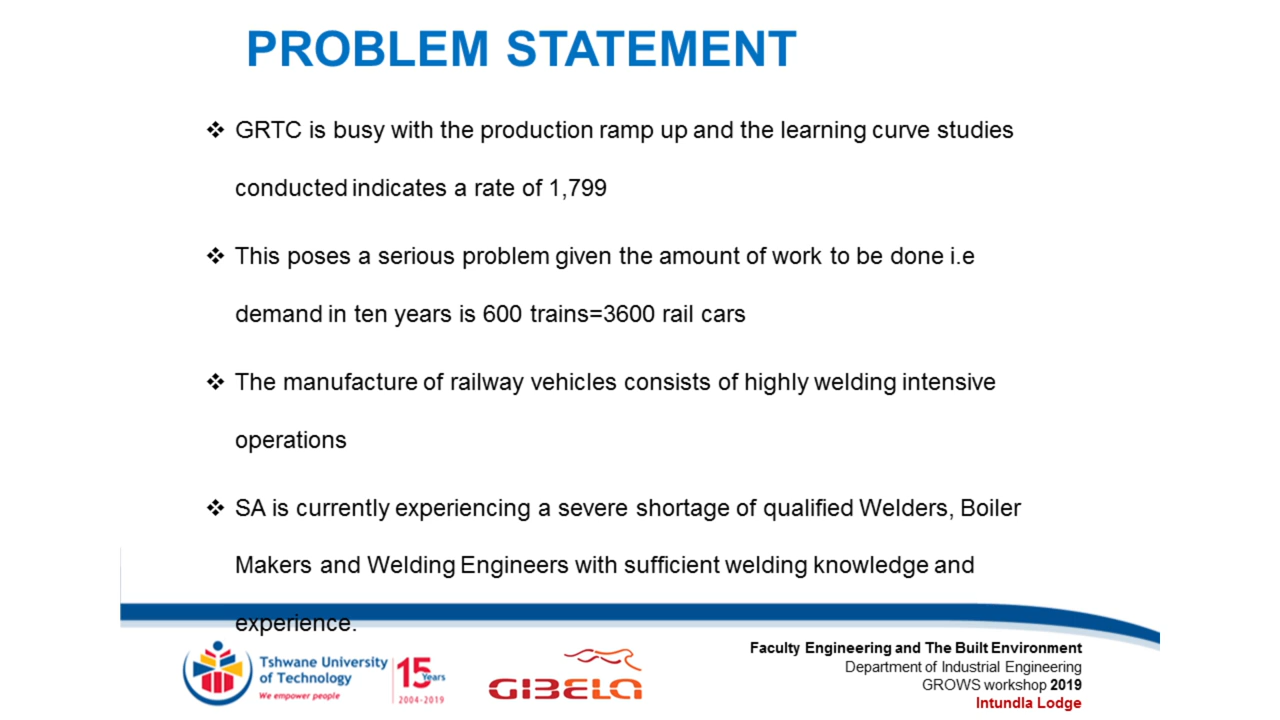 PROBLEM STATEMENT
❖ GRTC is busy with the production ramp up and the learning curve studies
conducted indicates a rate of 1,799
❖ This poses a serious problem given the amount of work to be done i.e
demand in ten years is 600 trains=3600 rail cars
❖ The manufacture of railway vehicles consists of highly welding intensive
operations
❖ SA is currently experiencing a severe shortage of qualified Welders, Boiler
Makers and Welding Engineers with sufficient welding knowledge and
experience.
Tshwane University
of Technology
We empower people
15
Years
2004-2019
GIBELA
Faculty Engineering and The Built Environment
Department of Industrial Engineering
GROWS workshop 2019
Intundla Lodge